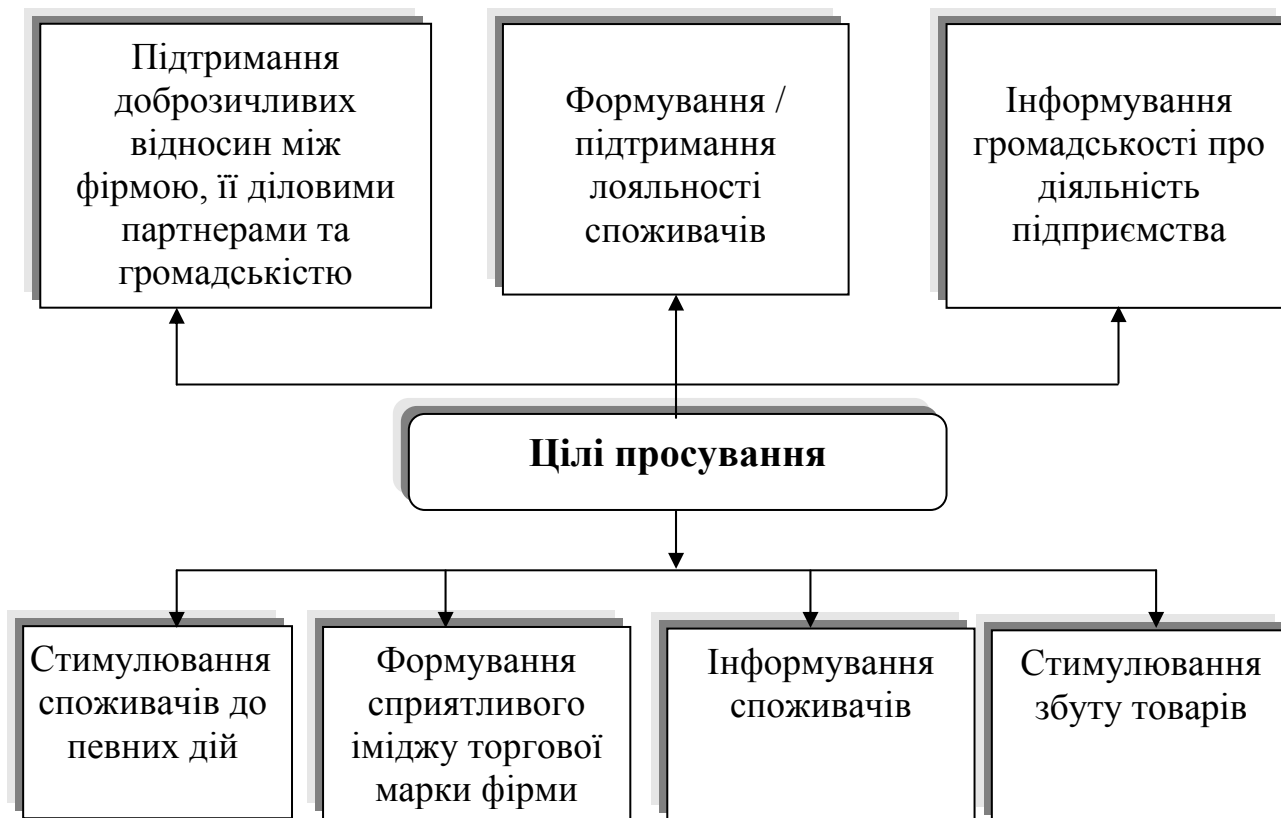 Підтримання
доброзичливих
відносин між
фірмою, її діловими
партнерами та
громадськістю
Формування /
підтримання
лояльності
споживачів
Інформування
громадськості про
діяльність
підприємства
Цілі просування
Стимулювання
споживачів до
певних дій
Формування
сприятливого
іміджу торгової
марки фірми
Інформування
споживачів
Стимулювання
збуту товарів